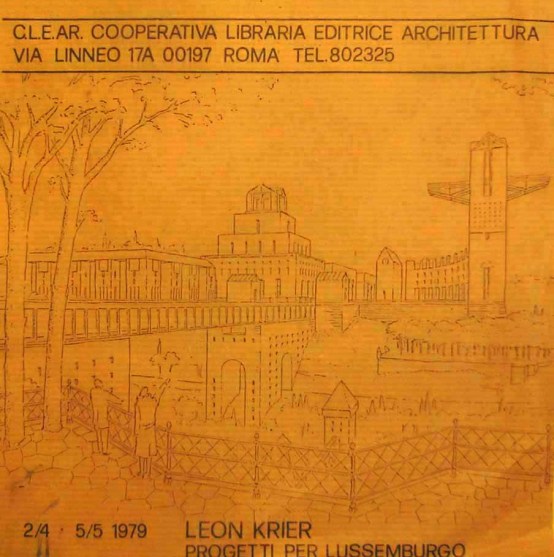 C.L.E.AR. COOPERATIVA LIBRARIA EDITRICE ARCHITETTURA
VIA LINNEO 17A 00197 ROMA TEL.802325
2/4 · 5/5 1979
LEON KRIER
PROGETTI PER LUSSEMBURGO